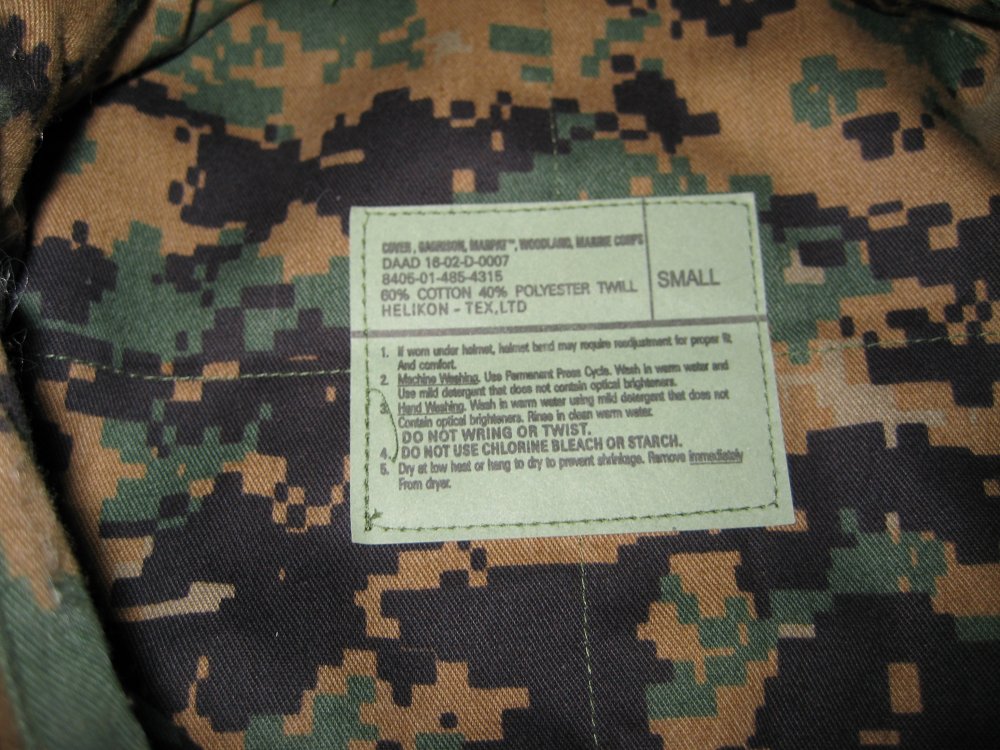 COVER, GARRISON, MARPAT™, WOODLAND, MARINE CORPS
DAAD 16-02-D-0007
8405-01-485-4315
60% COTTON 40% POLYESTER TWILL
HELIKON - TEX,LTD
SMALL
1. If worn under helmet, helmet band may require readjustment for proper fit
And comfort.
2. Machine Washing. Use Permanent Press Cycle. Wash in warm water and
Use mild detergent that does not contain optical brighteners.
3. Hand Washing. Wash in warm water using mild detergent that does not
Contain optical brighteners. Rinse in clean warm water.
DO NOT WRING OR TWIST.
4. DO NOT USE CHLORINE BLEACH OR STARCH.
5. Dry at low heat or hang to dry to prevent shrinkage. Remove immediately
From dryer.